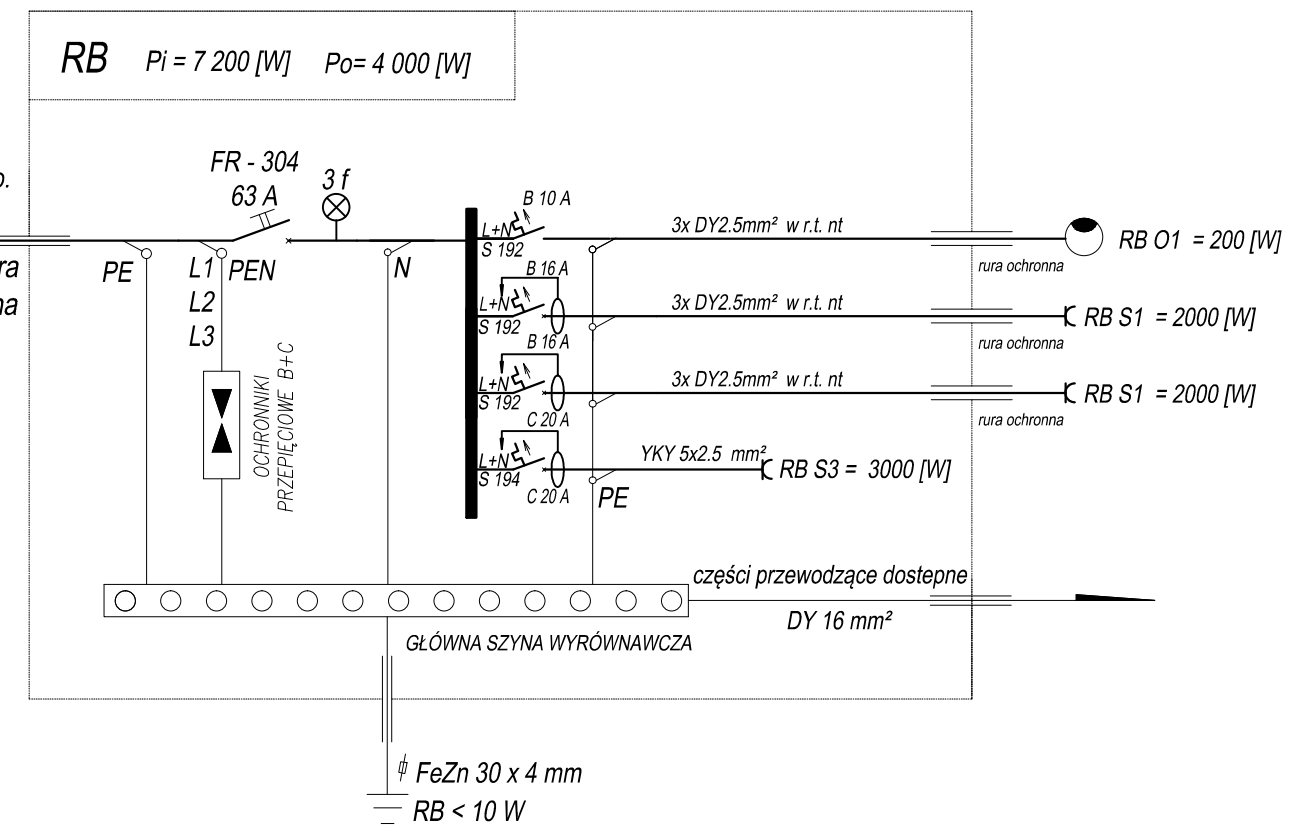 RB Pi = 7 200 [W] Po= 4 000 [W]
FR - 304
63 A
3 f
o.
ra
na
PE
L1 PEN
L2
L3
N
OCHRONNIKI
PRZEPIĘCIOWE B+C
B 10 A
L+N
S 192
3x DY2.5mm² w r.t. nt
rura ochronna
RB O1 = 200 [W]
B 16 A
L+N
S 192
3x DY2.5mm² w r.t. nt
rura ochronna
RB S1 = 2000 [W]
B 16 A
L+N
S 192
3x DY2.5mm² w r.t. nt
rura ochronna
RB S1 = 2000 [W]
C 20 A
L+N
S 194
YKY 5x2.5 mm²
RB S3 = 3000 [W]
C 20 A
PE
części przewodzące dostepne
DY 16 mm²
GŁÓWNA SZYNA WYRÓWNAWCZA
FeZn 30 x 4 mm
RB < 10 W